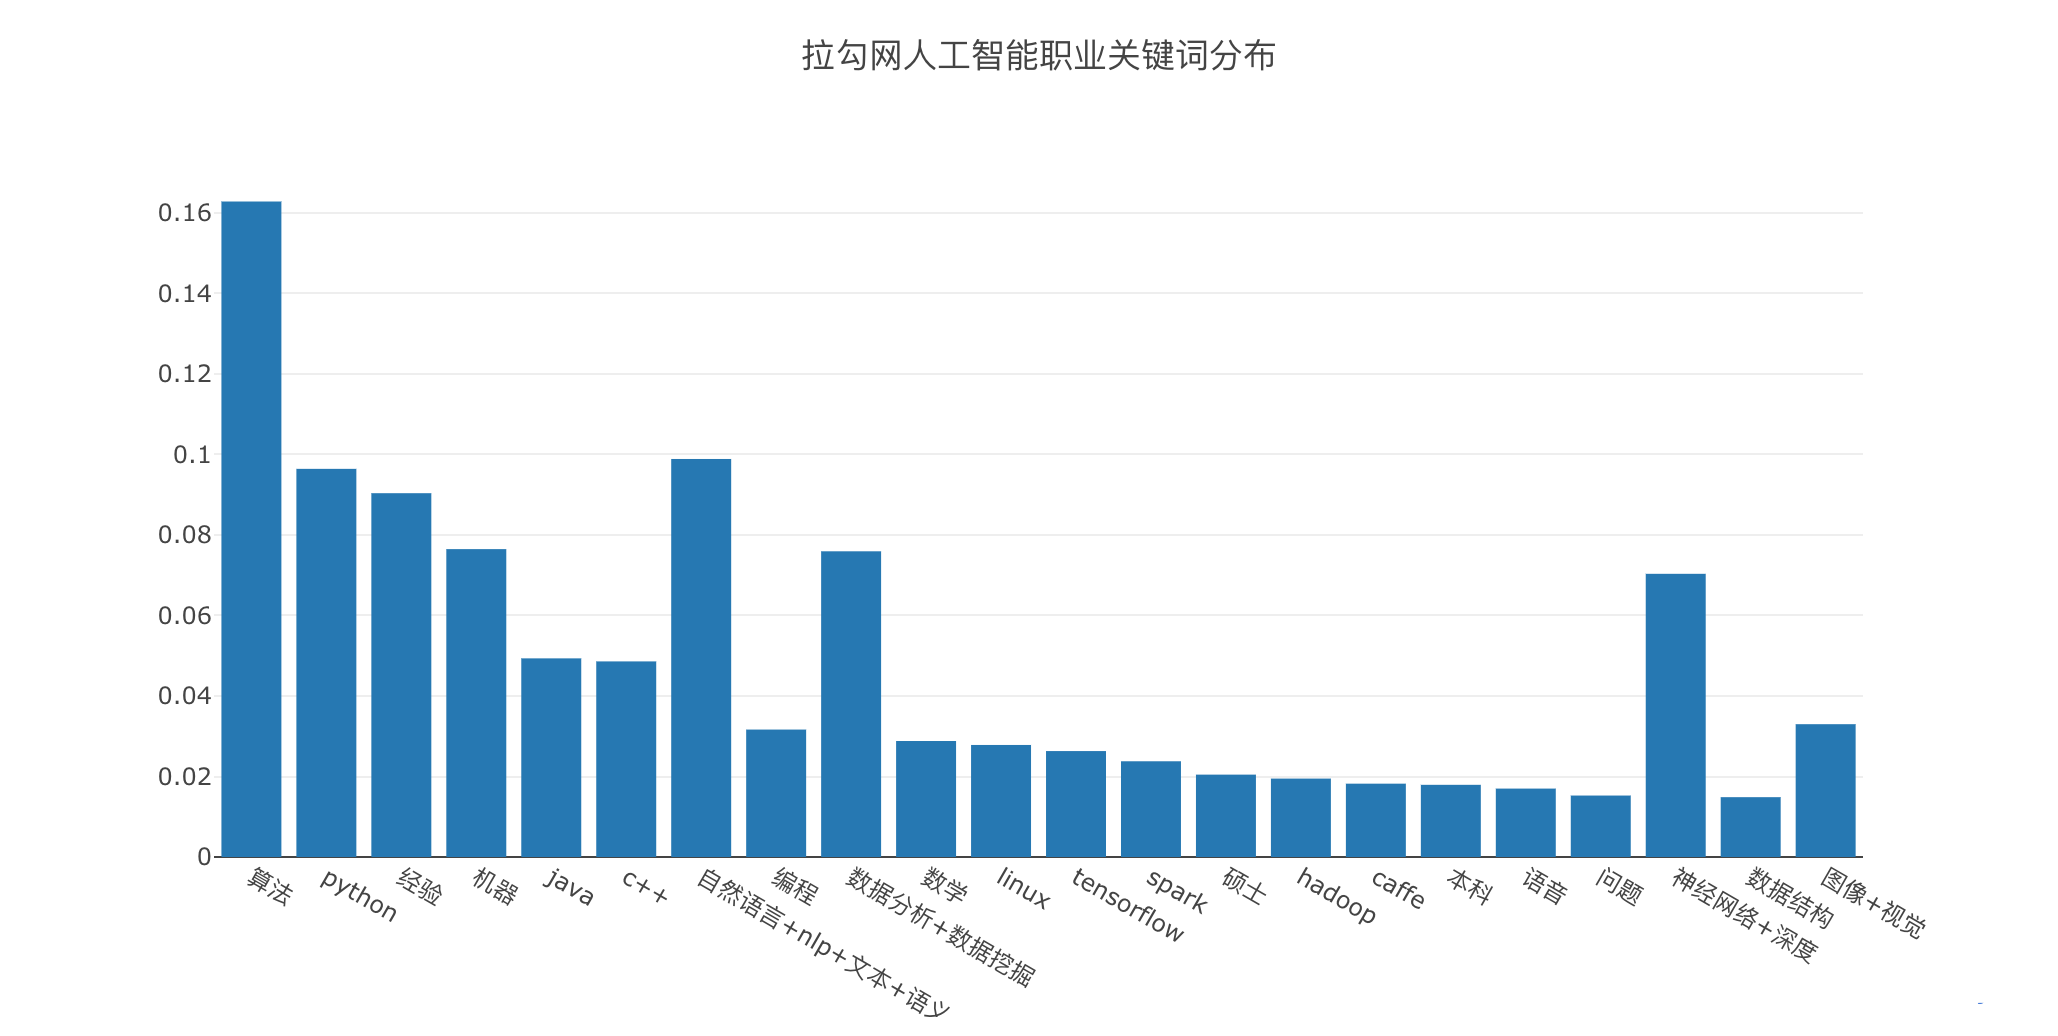 拉勾网人工智能职业关键词分布
0.16
0.14
0.12
0.1
0.08
0.06
0.04
0.02
0
算法
python
经验
机器
java
c++
自然语言+nlp+文本+语义
编程
数据分析+数据挖掘
数学
linux
tensorflow
spark
硕士
hadoop
caffe
本科
语音
问题
神经网络+深度
数据结构
图像+视觉